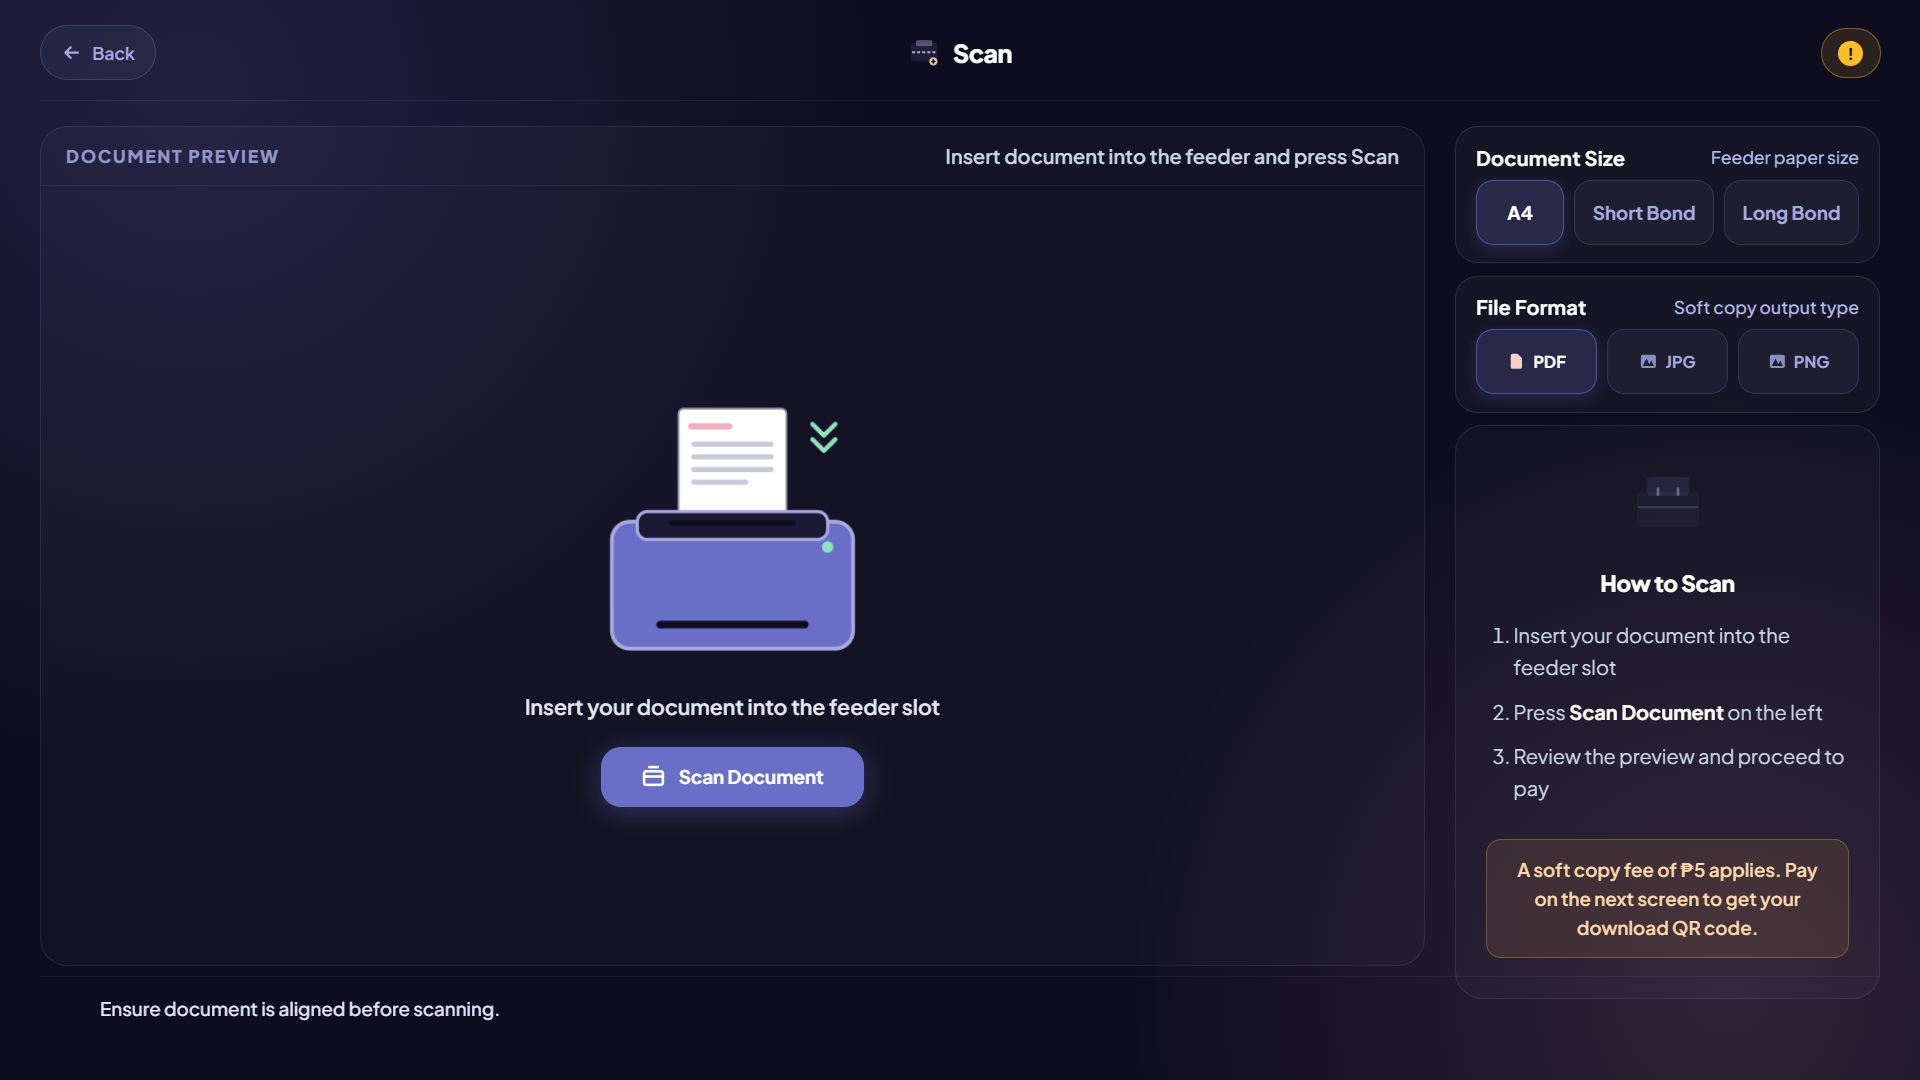 Back
Scan
!
DOCUMENT PREVIEW
Insert document into the feeder and press Scan
Insert your document into the feeder slot
Scan Document
Document Size
Feeder paper size
A4
Short Bond
Long Bond
File Format
Soft copy output type
PDF
JPG
PNG
How to Scan
1. Insert your document into the
feeder slot
2. Press Scan Document on the left
3. Review the preview and proceed to
pay
A soft copy fee of ₱5 applies. Pay
on the next screen to get your
download QR code.
Ensure document is aligned before scanning.